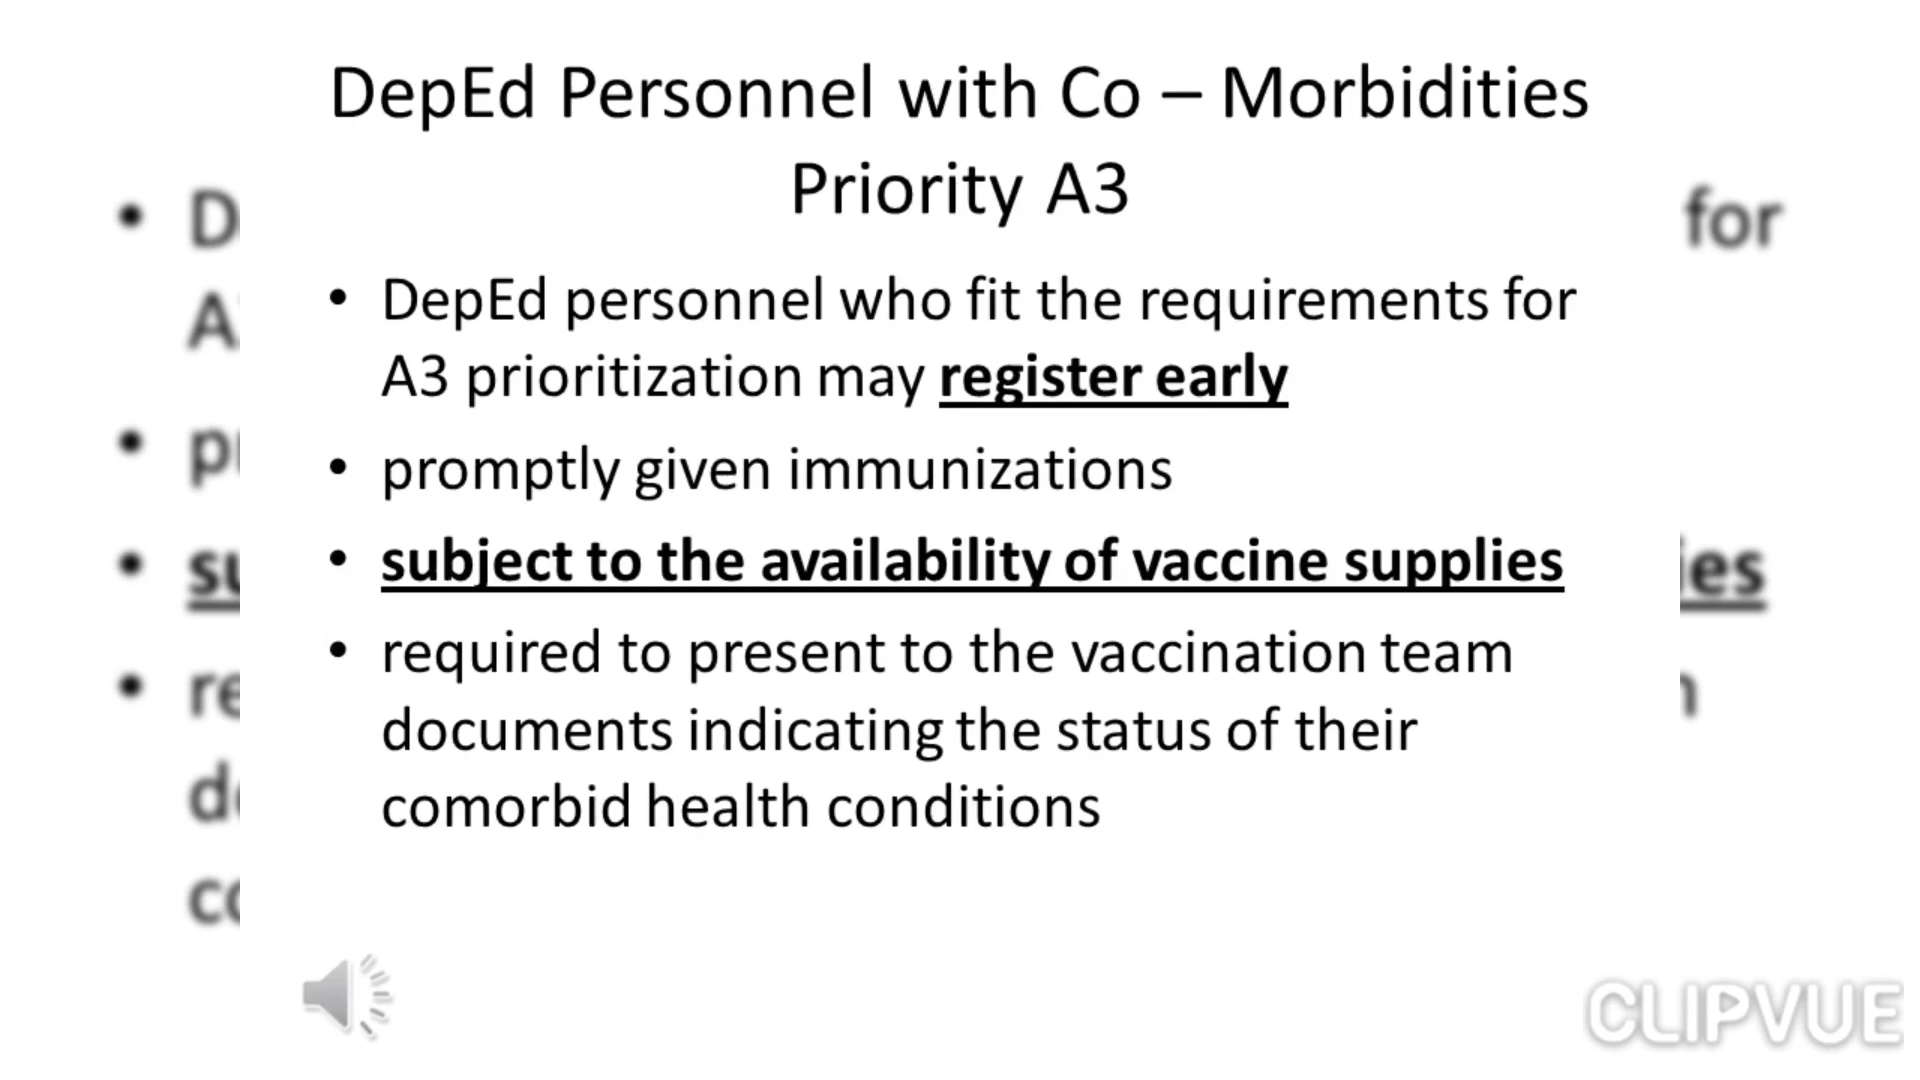 DepEd Personnel with Co – Morbidities
Priority A3
• DepEd personnel who fit the requirements for
A3 prioritization may register early
• promptly given immunizations
• subject to the availability of vaccine supplies
• required to present to the vaccination team
documents indicating the status of their
comorbid health conditions
CLIPVUE